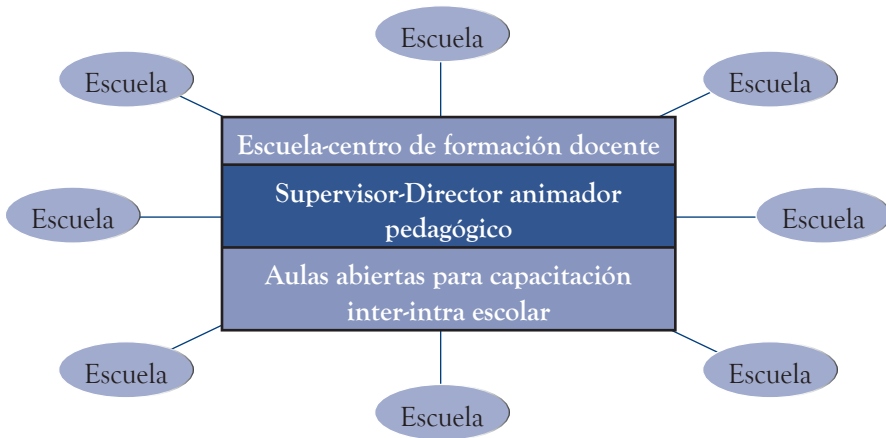 Escuela
Escuela
Escuela
Escuela-centro de formación docente
Supervisor-Director animador
pedagógico
Escuela
Escuela
Aulas abiertas para capacitación
inter-intra escolar
Escuela
Escuela
Escuela